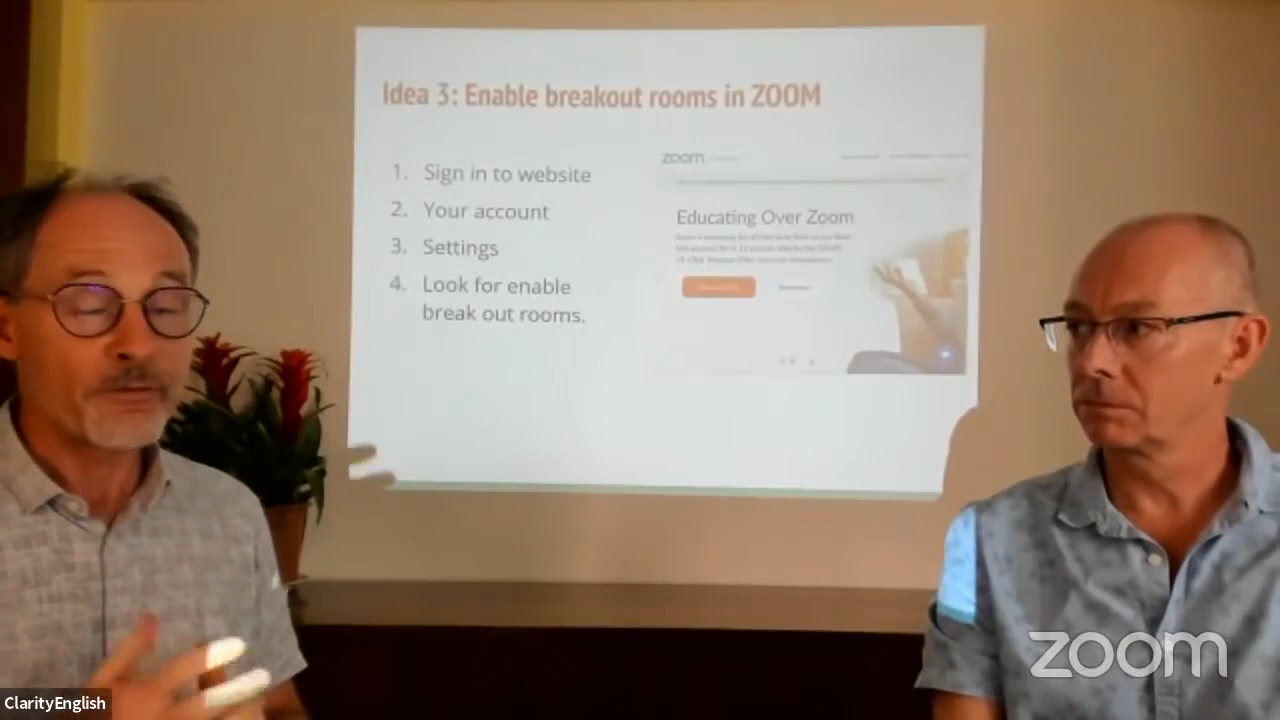 Idea 3: Enable breakout rooms in ZOOM
1. Sign in to website
2. Your account
3. Settings
4. Look for enable
break out rooms.
zoom
Educating Over Zoom
ClarityEnglish
zoom